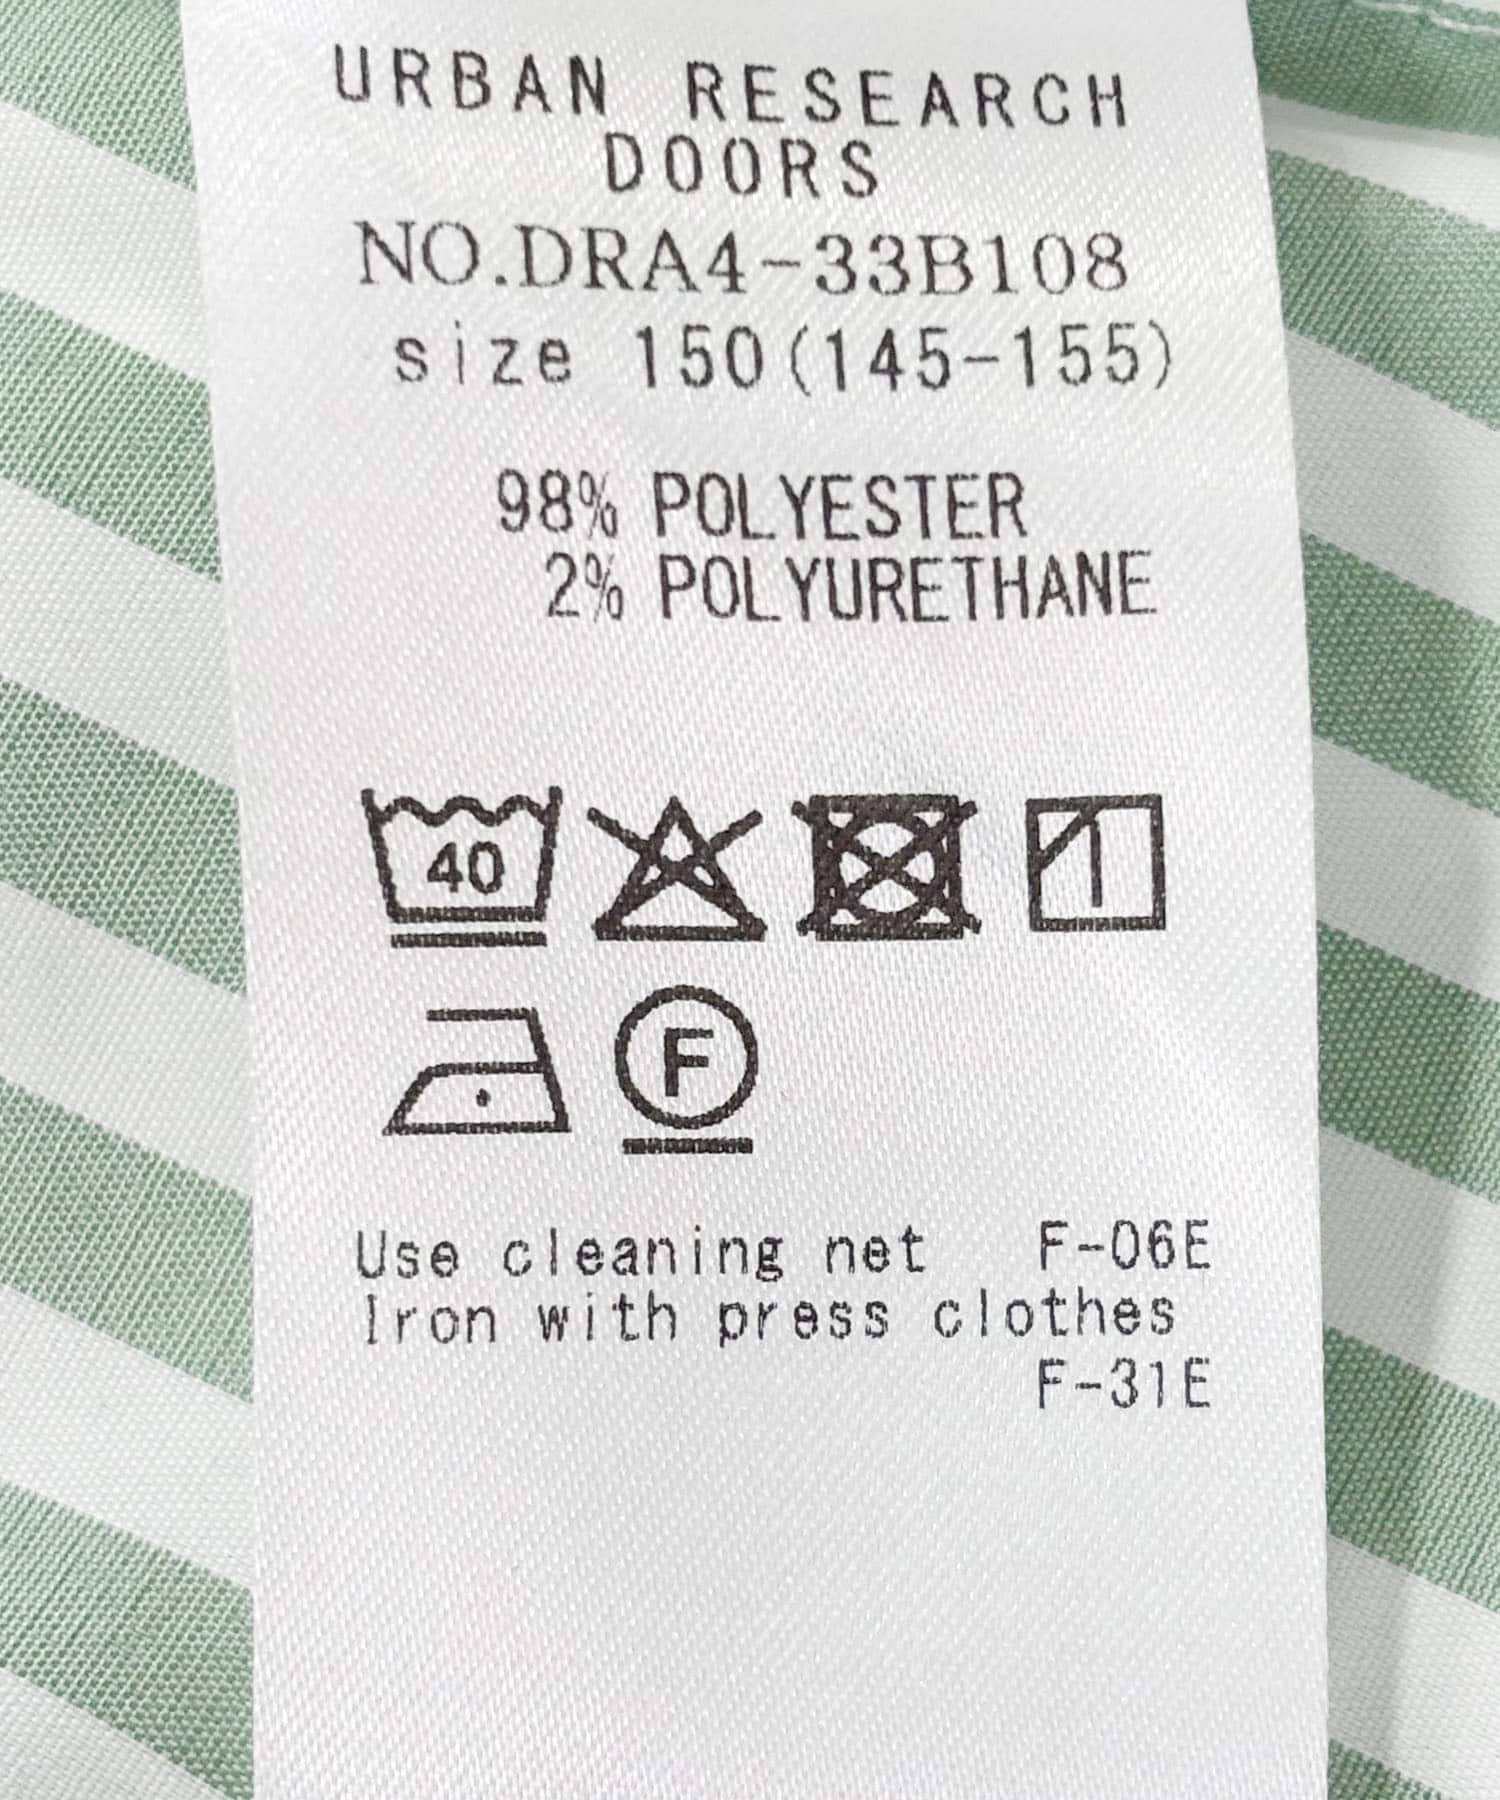 URBAN RESEARCH
DOORS
NO.DRA4-33B108
size 150(145-155)
98% POLYESTER
2% POLYURETHANE
40
F
Use cleaning net F-06E
Iron with press clothes
F-31E